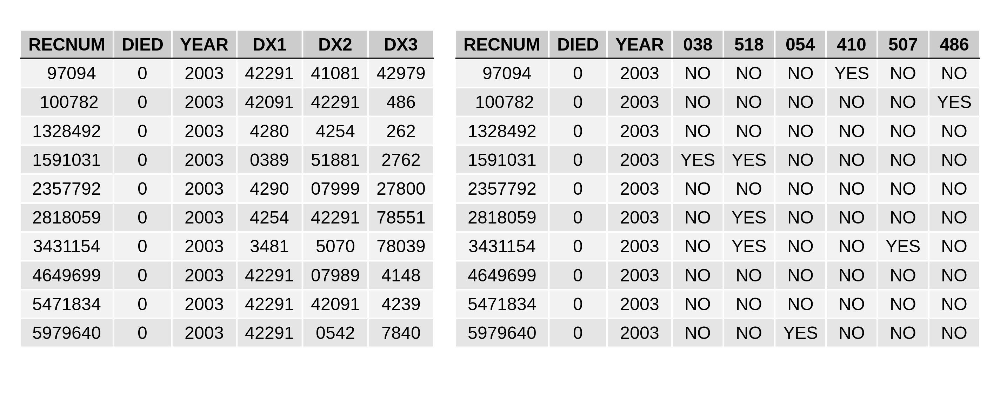 RECNUM DIED YEAR DX1 DX2 DX3
97094 0 2003 42291 41081 42979
100782 0 2003 42091 42291 486
1328492 0 2003 4280 4254 262
1591031 0 2003 0389 51881 2762
2357792 0 2003 4290 07999 27800
2818059 0 2003 4254 42291 78551
3431154 0 2003 3481 5070 78039
4649699 0 2003 42291 07989 4148
5471834 0 2003 42291 42091 4239
5979640 0 2003 42291 0542 7840
RECNUM DIED YEAR 038 518 054 410 507 486
97094 0 2003 NO NO NO YES NO NO
100782 0 2003 NO NO NO NO NO YES
1328492 0 2003 NO NO NO NO NO NO
1591031 0 2003 YES YES NO NO NO NO
2357792 0 2003 NO NO NO NO NO NO
2818059 0 2003 NO YES NO NO NO NO
3431154 0 2003 NO YES NO NO YES NO
4649699 0 2003 NO NO NO NO NO NO
5471834 0 2003 NO NO NO NO NO NO
5979640 0 2003 NO NO YES NO NO NO